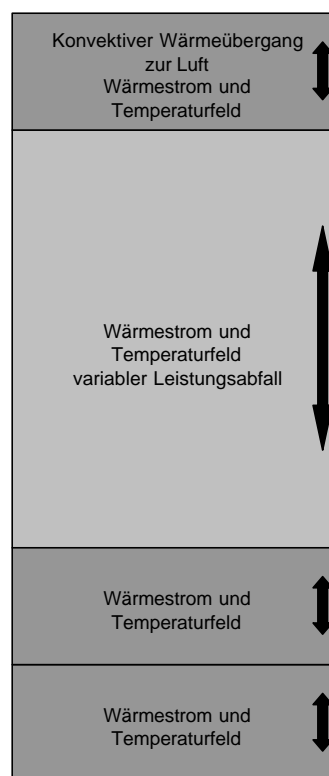 Konvektiver Wärmeübergang
zur Luft
Wärmestrom und
Temperaturfeld
Wärmestrom und
Temperaturfeld
variabler Leistungsabfall
Wärmestrom und
Temperaturfeld
Wärmestrom und
Temperaturfeld